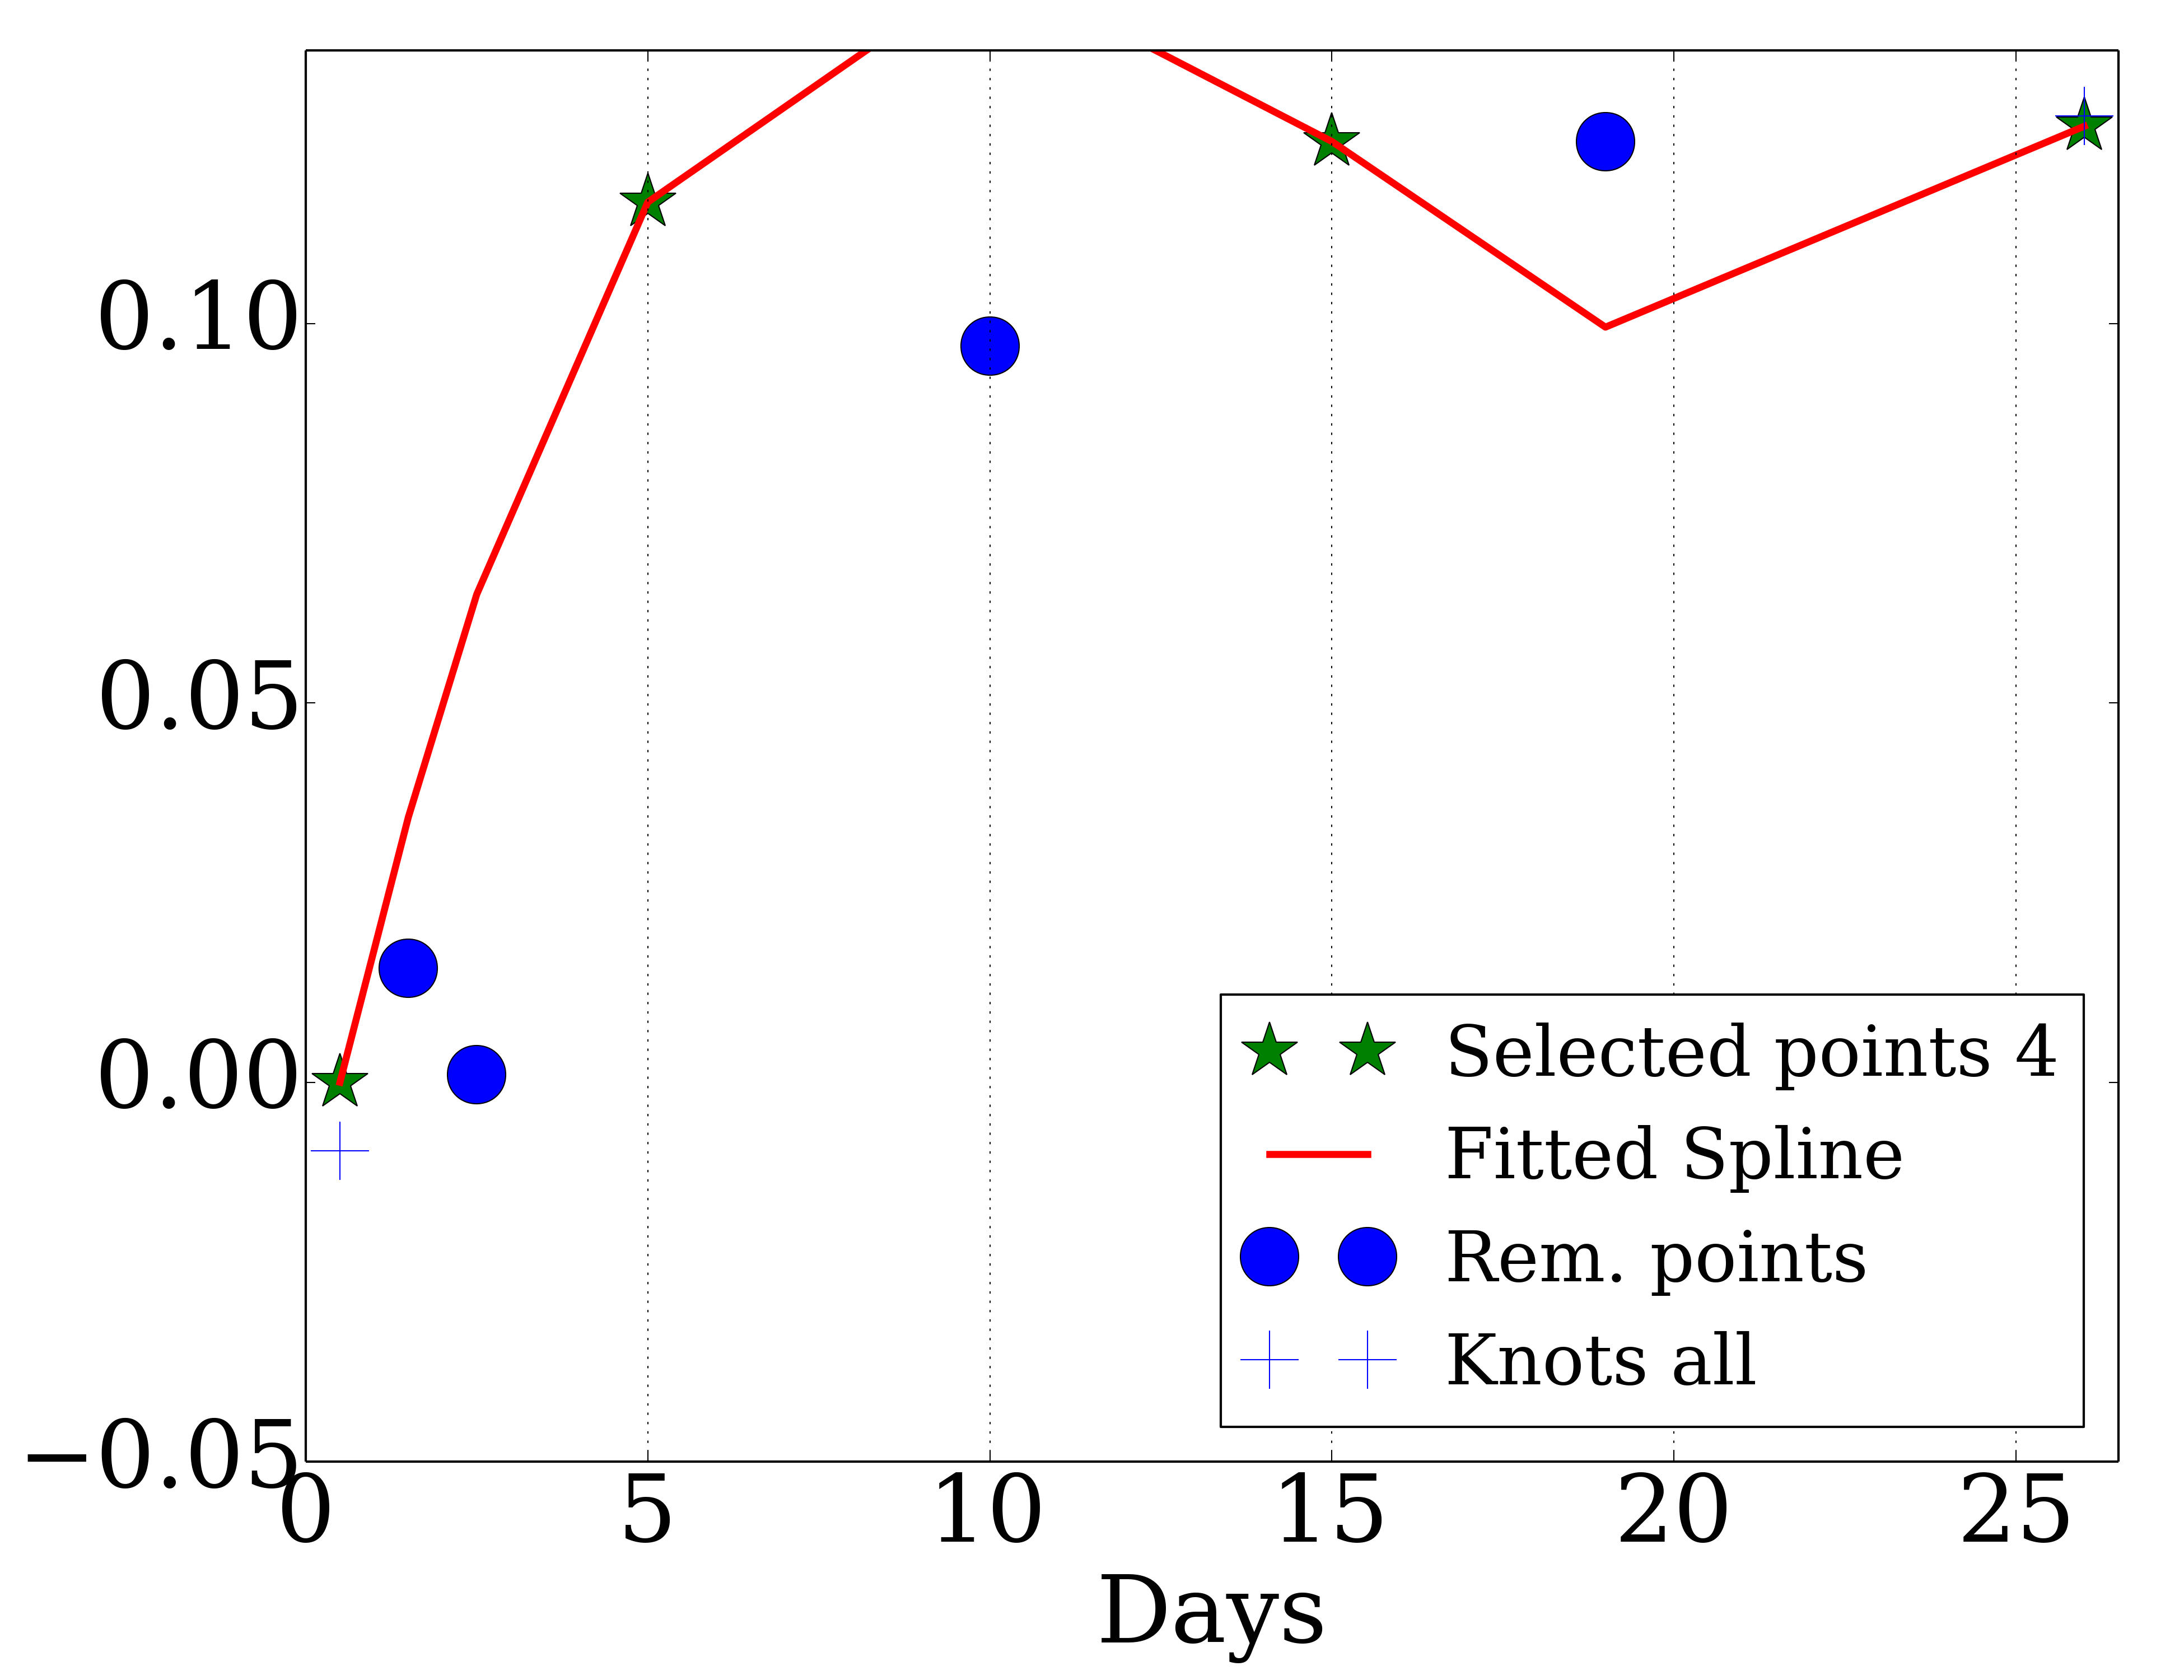 0.10
0.05
0.00
−0.05
0 5 10 15 20 25
Days
Selected points 4
Fitted Spline
Rem. points
Knots all